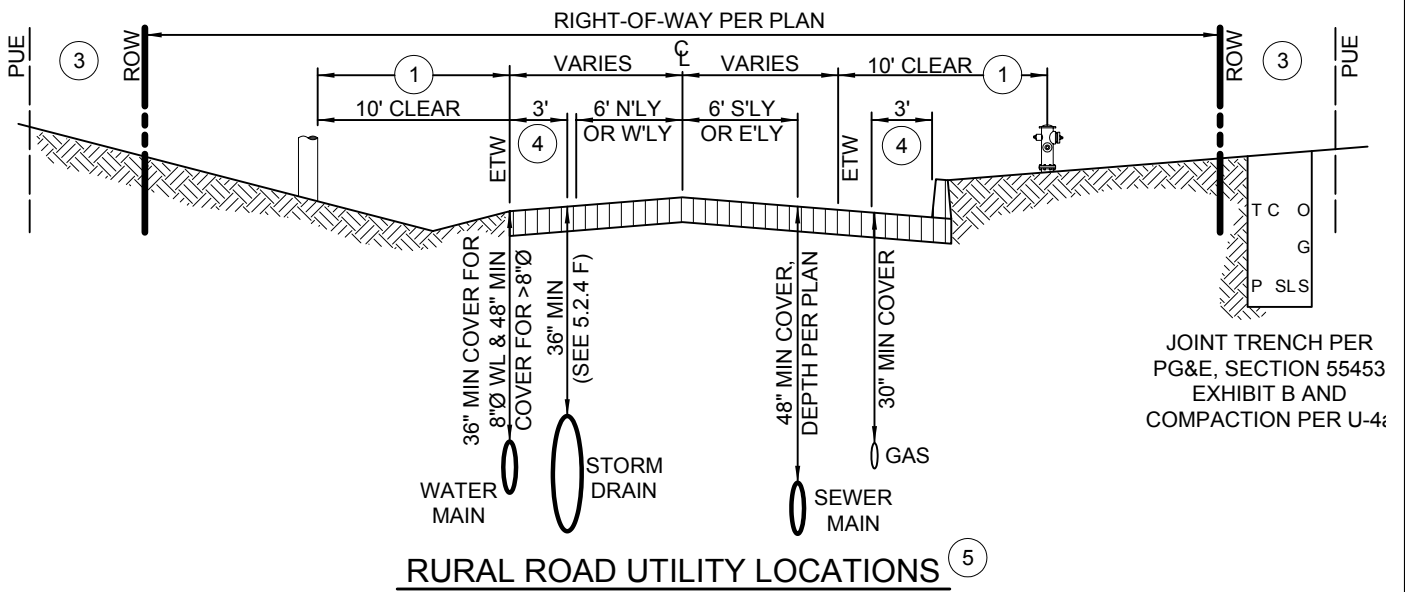 RIGHT-OF-WAY PER PLAN
PUE
3
ROW
1
VARIES
℄
VARIES
10' CLEAR
1
ROW
3
PUE
10' CLEAR
3'
6' N'LY
OR W'LY
6' S'LY
OR E'LY
3'
4
4
ETW
ETW
36" MIN COVER FOR
8"Ø WL & 48" MIN
COVER FOR >8"Ø
36" MIN
(SEE 5.2.4 F)
48" MIN COVER,
DEPTH PER PLAN
30" MIN COVER
T C O
G
P SLS
JOINT TRENCH PER
PG&E, SECTION 55453
EXHIBIT B AND
COMPACTION PER
WATER
MAIN
STORM
DRAIN
SEWER
MAIN
GAS
RURAL ROAD UTILITY LOCATIONS 5